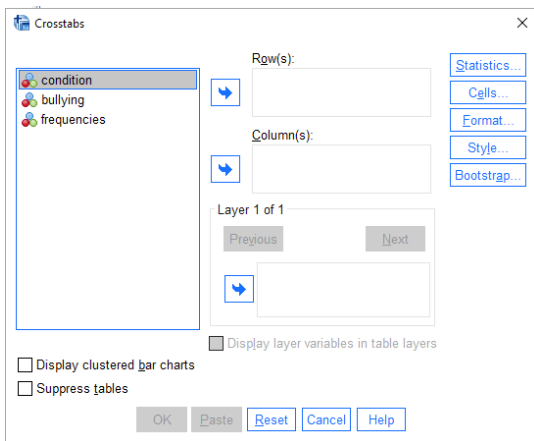 Crosstabs
condition
bullying
frequencies
Row(s):
Column(s):
Layer 1 of 1
Previous
Next
Display layer variables in table layers
Statistics...
Cells...
Format...
Style...
Bootstrap...
Display clustered bar charts
Suppress tables
OK Paste Reset Cancel Help